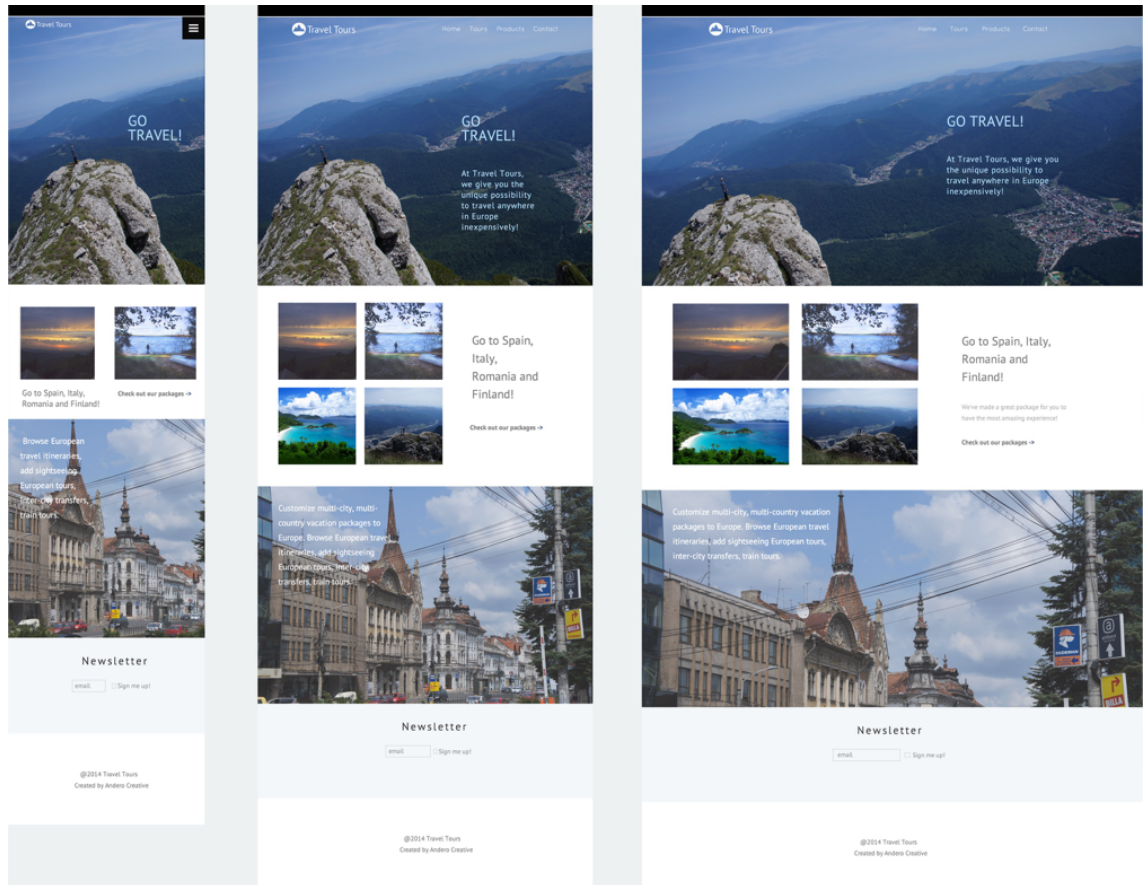 Travel Tours
GO
TRAVEL!
Go to Spain, Italy,
Romania and Finland!
Check out our packages ->
Browse European
travel itineraries,
add sightseeing
European tours,
inter-city transfers,
train tours.
Newsletter
email
Sign me up!
@2014 Travel Tours
Created by Andero Creative
Travel Tours
Home Tours Products Contact
GO
TRAVEL!
At Travel Tours,
we give you the
unique possibility
to travel anywhere
in Europe
inexpensively!
Go to Spain,
Italy,
Romania and
Finland!
Check out our packages ->
Customize multi-city, multi-
country vacation packages to
Europe. Browse European travel
itineraries, add sightseeing
European tours, inter-city
transfers, train tours.
BILLA
Newsletter
email
Sign me up!
@2014 Travel Tours
Created by Andero Creative
Travel Tours
Home Tours Products Contact
GO TRAVEL!
At Travel Tours, we give you
the unique possibility to
travel anywhere in Europe
inexpensively!
Go to Spain, Italy,
Romania and
Finland!
We've made a great package for you to
have the most amazing experience!
Check out our packages ->
Customize multi-city, multi-country vacation
packages to Europe. Browse European travel
itineraries, add sightseeing European tours,
inter-city transfers, train tours.
BILLA
Newsletter
email
Sign me up!
@2014 Travel Tours
Created by Andero Creative